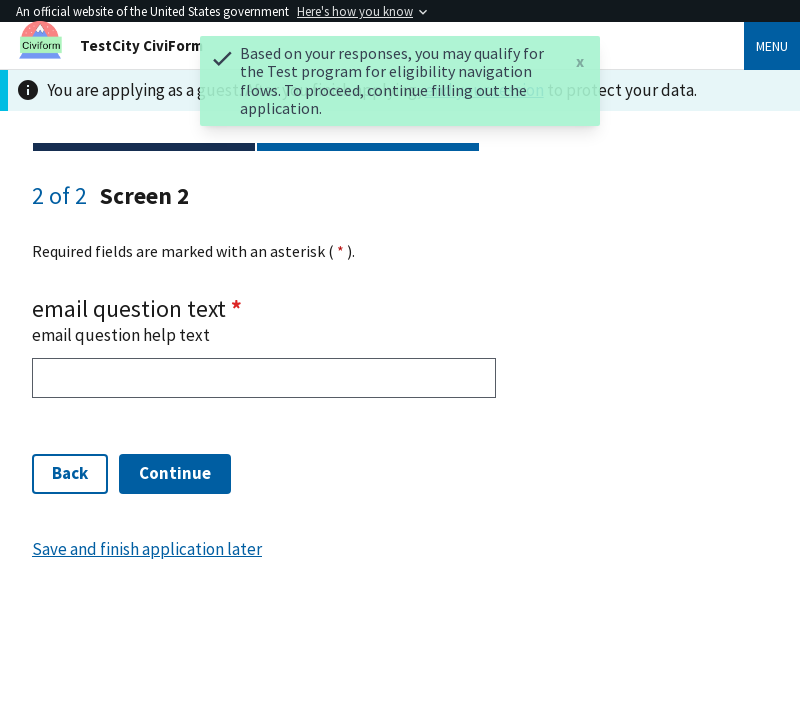 An official website of the United States government Here's how you know
Civiform
TestCity CiviForm
MENU
Based on your responses, you may qualify for
the Test program for eligibility navigation
flows. To proceed, continue filling out the
application.
x
You are applying as a guest. to protect your data.
2 of 2 Screen 2
Required fields are marked with an asterisk ( * ).
email question text *
email question help text
Back
Continue
Save and finish application later